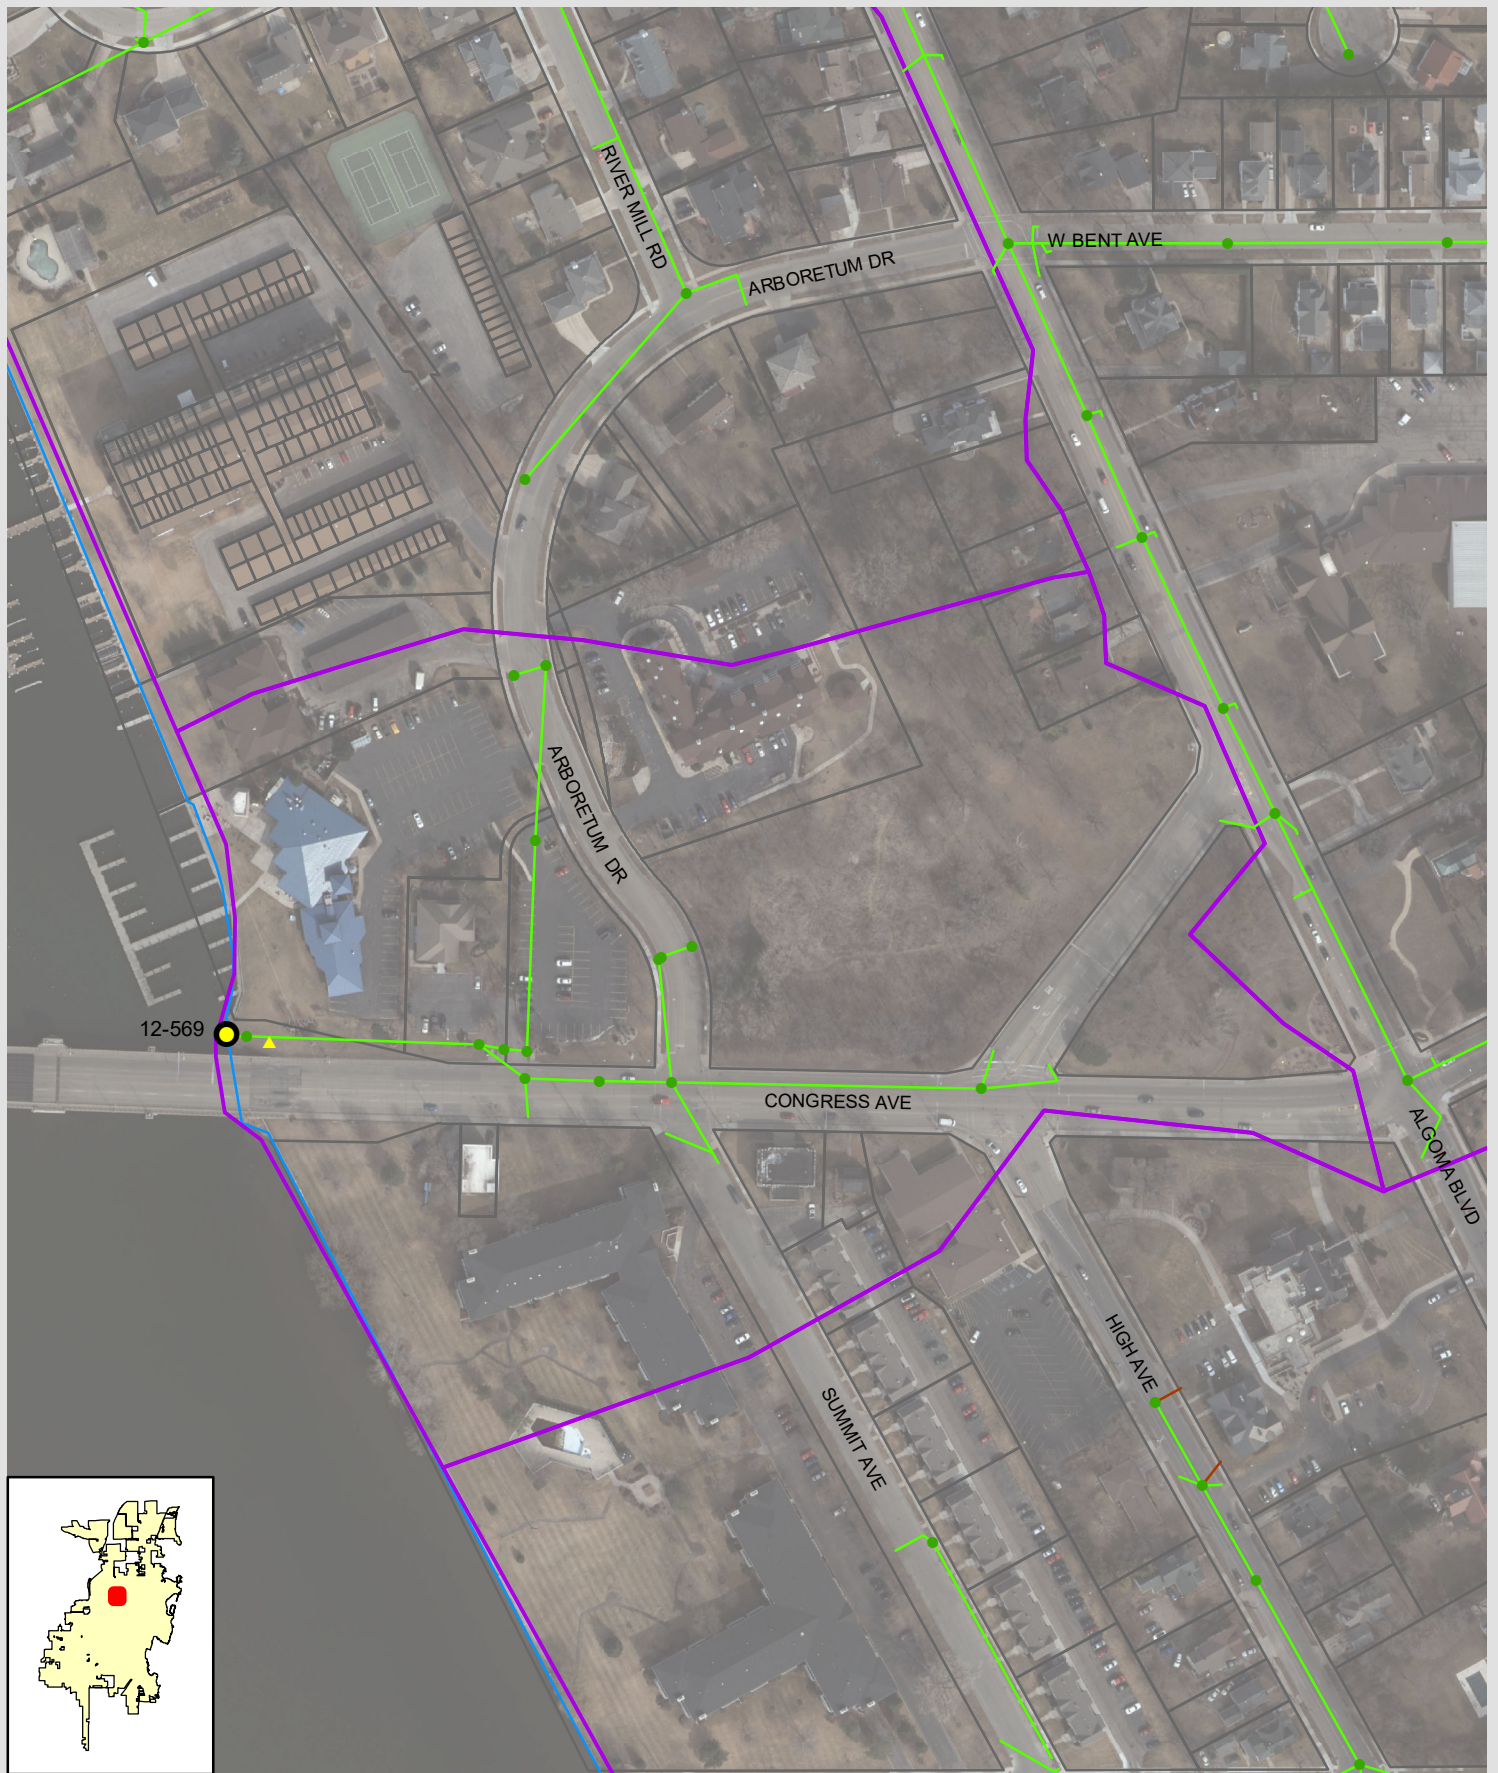 RIVER MILL RD
W BENT AVE
ARBORETUM DR
ARBORETUM DR
12-569
CONGRESS AVE
ALGOMA BLVD
HIGH AVE
SUMMIT AVE